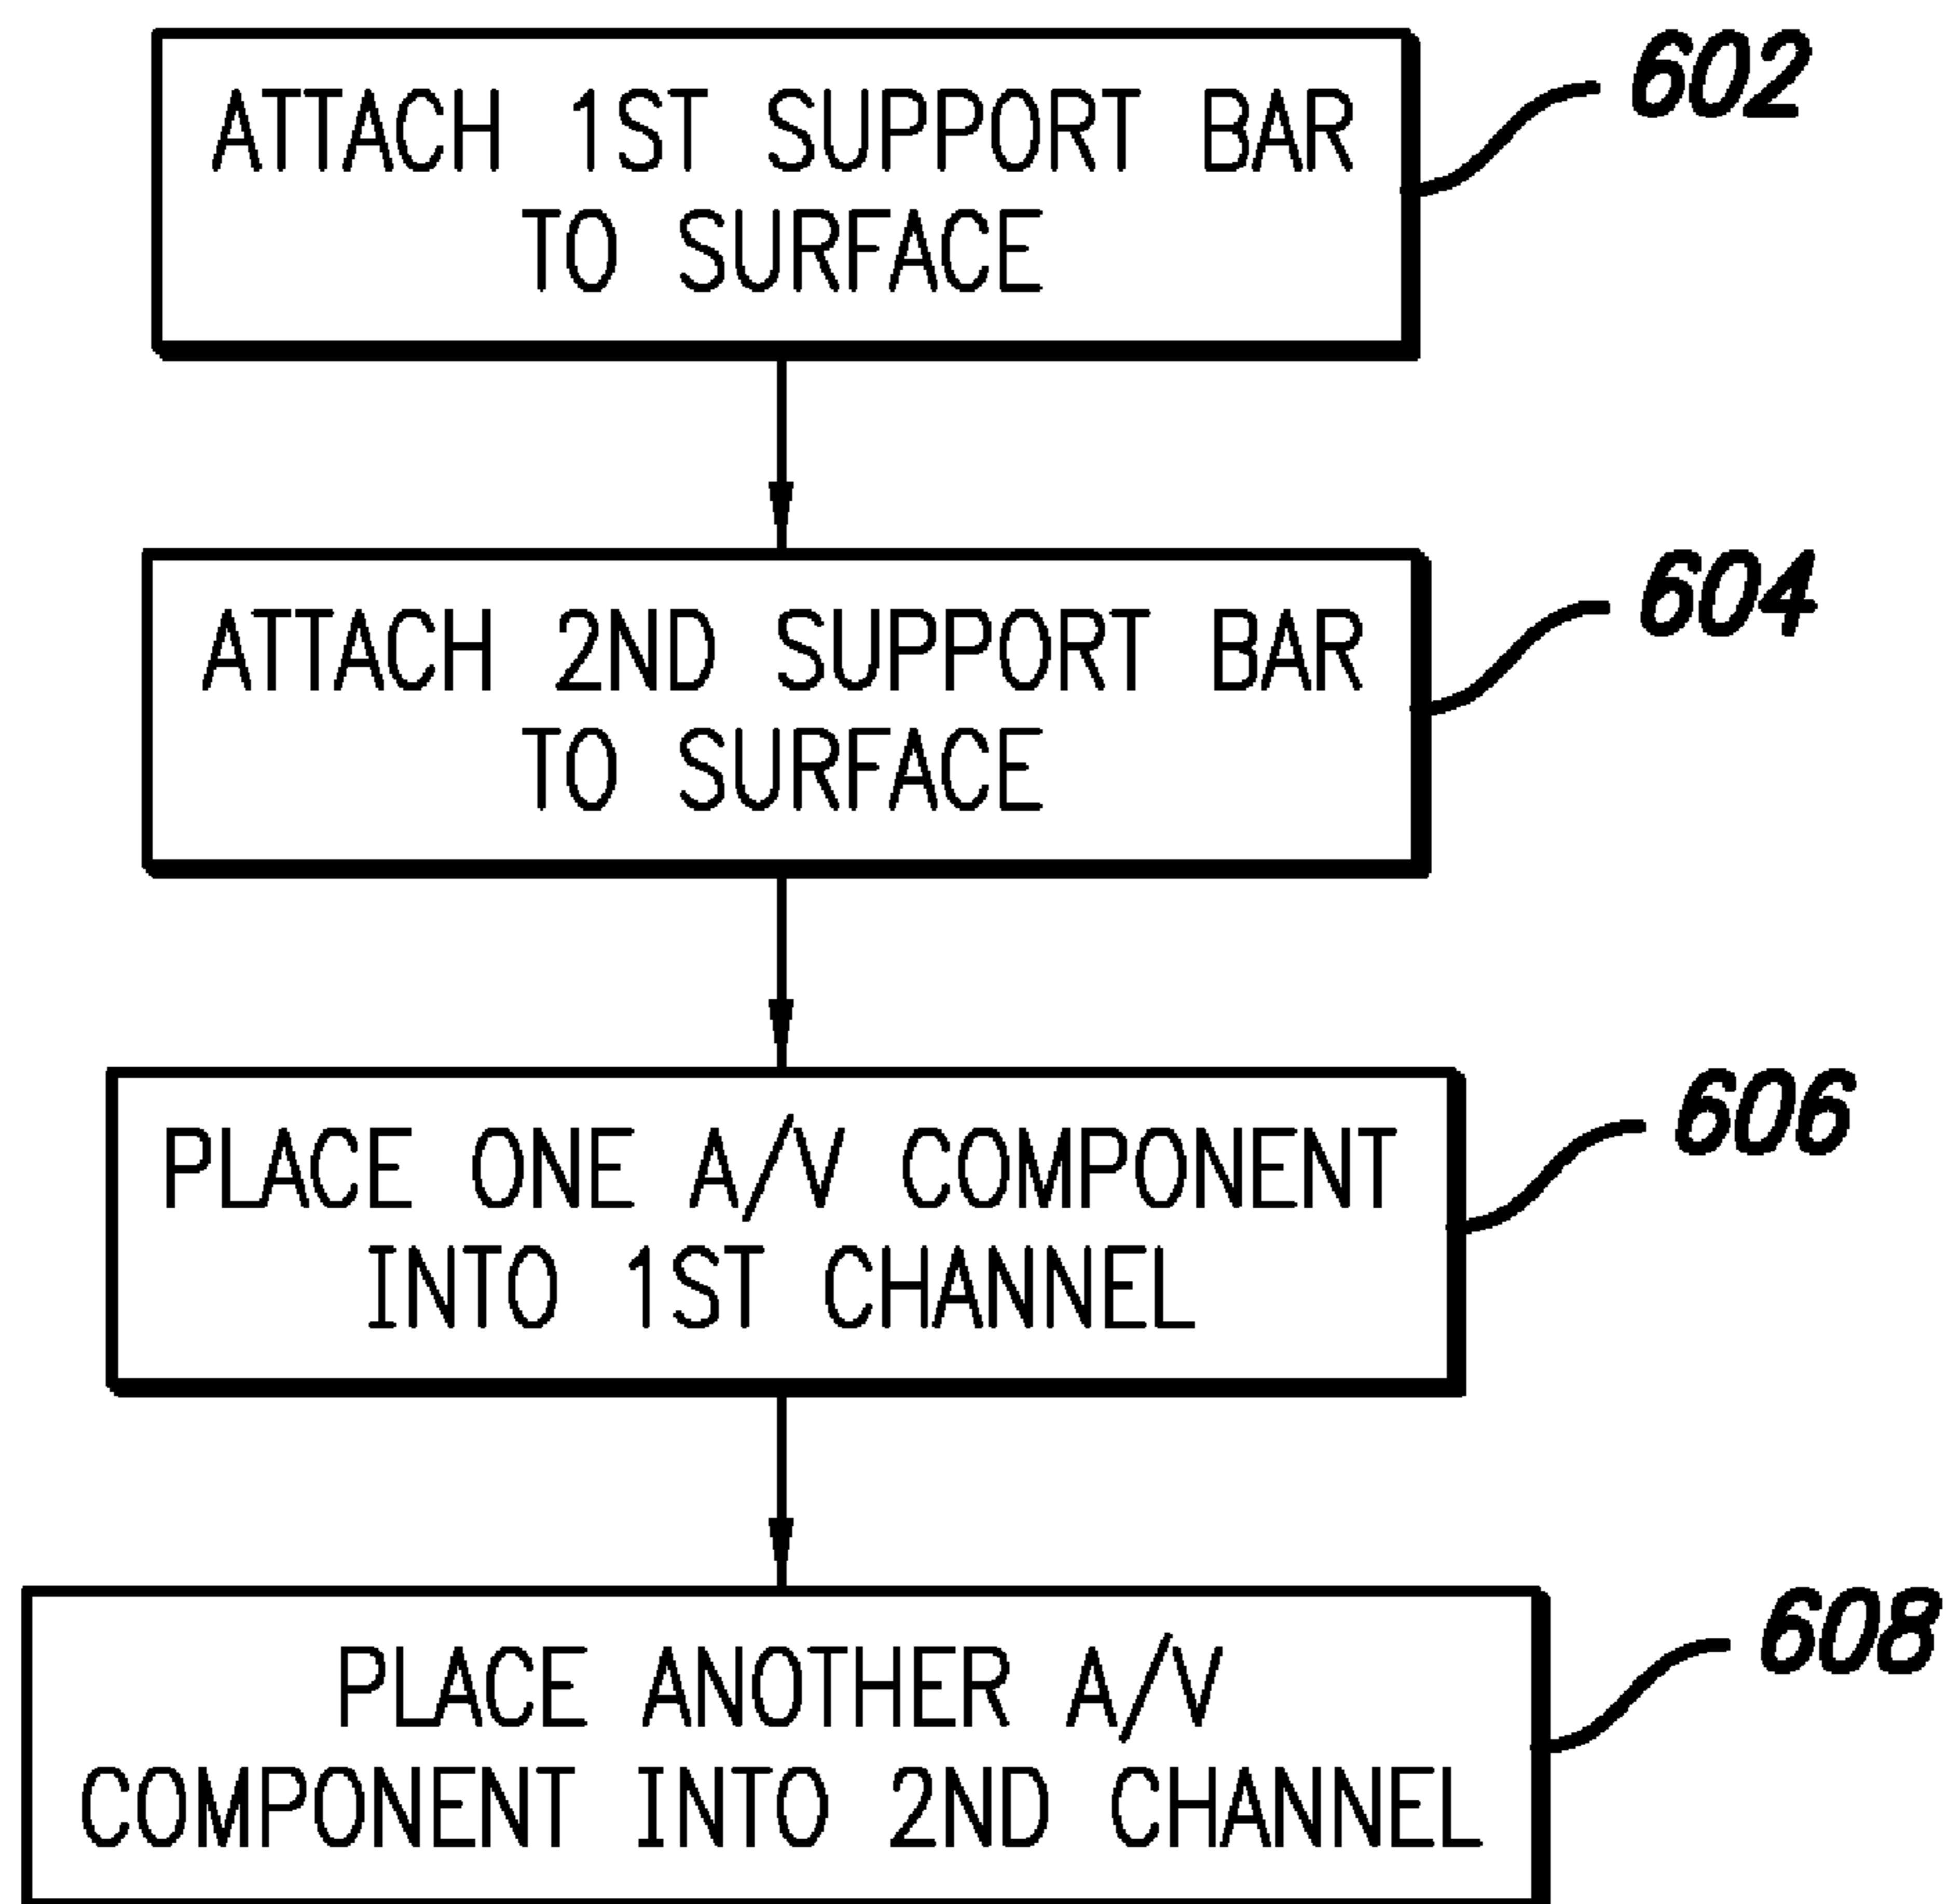 ATTACH 1ST SUPPORT BAR
TO SURFACE
602
ATTACH 2ND SUPPORT BAR
TO SURFACE
604
PLACE ONE A/V COMPONENT
INTO 1ST CHANNEL
606
PLACE ANOTHER A/V
COMPONENT INTO 2ND CHANNEL
608